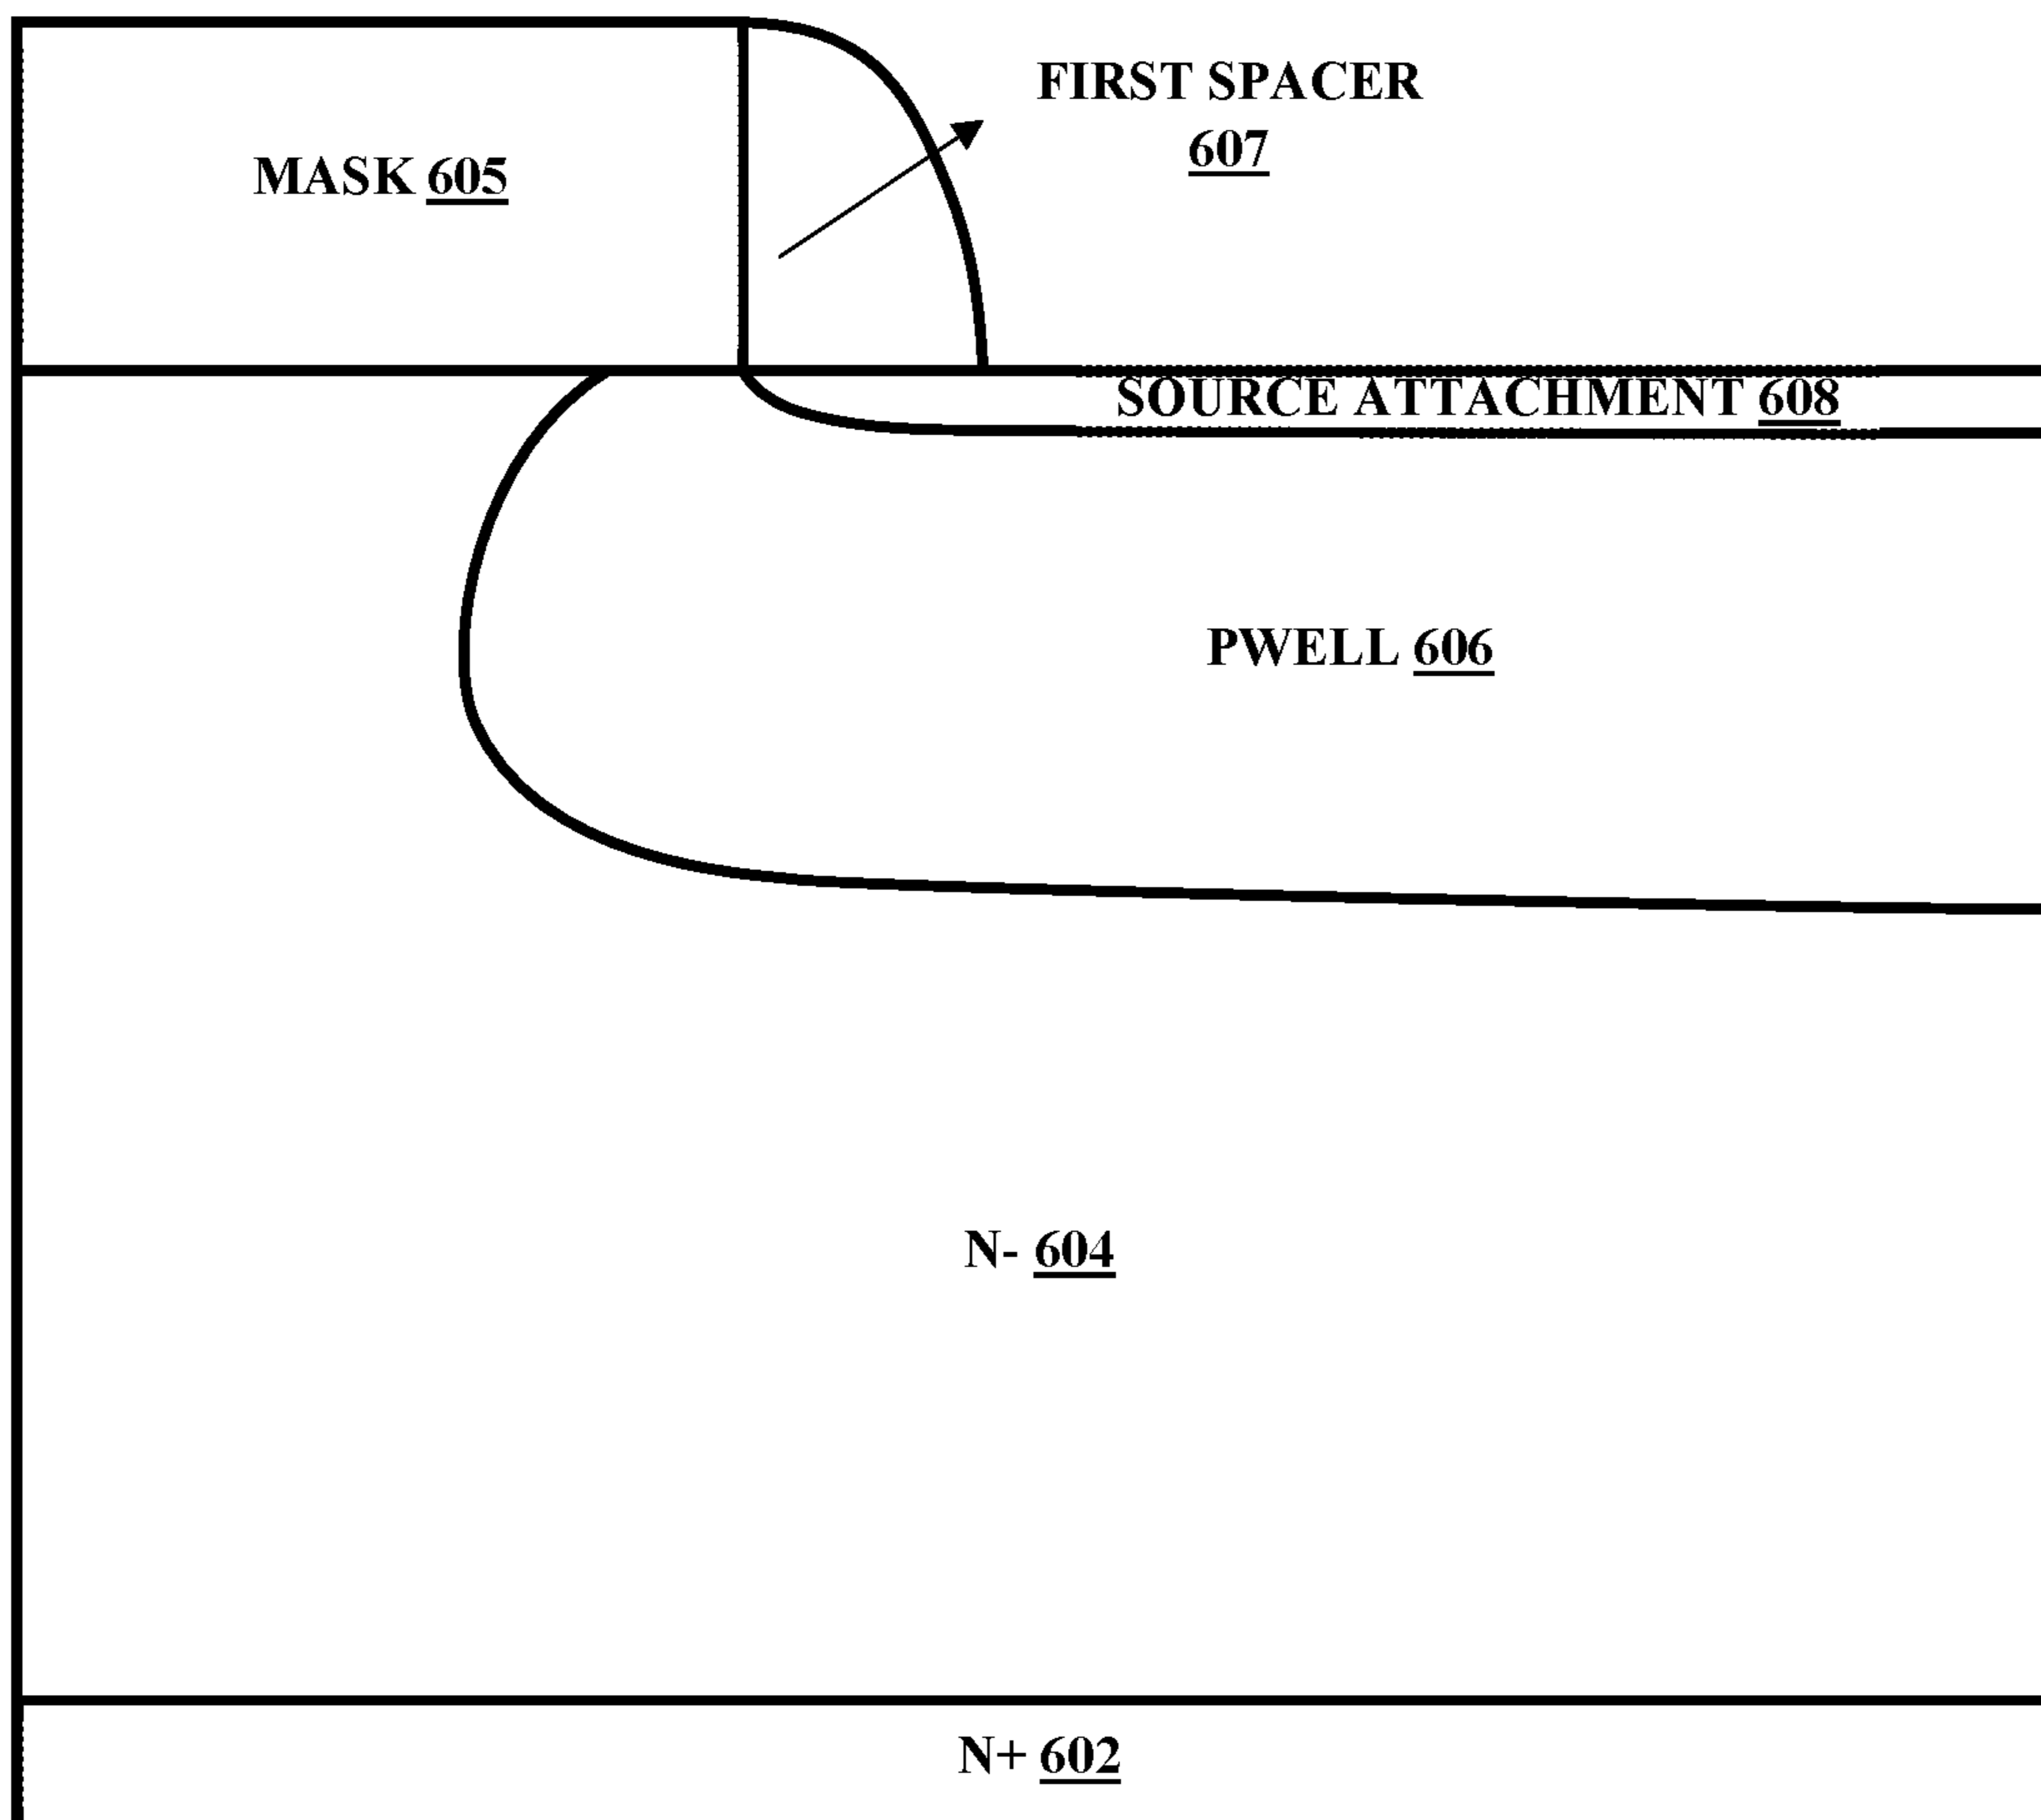 FIRST SPACER
607
MASK 605
SOURCE ATTACHMENT 608
PWELL 606
N- 604
N+ 602